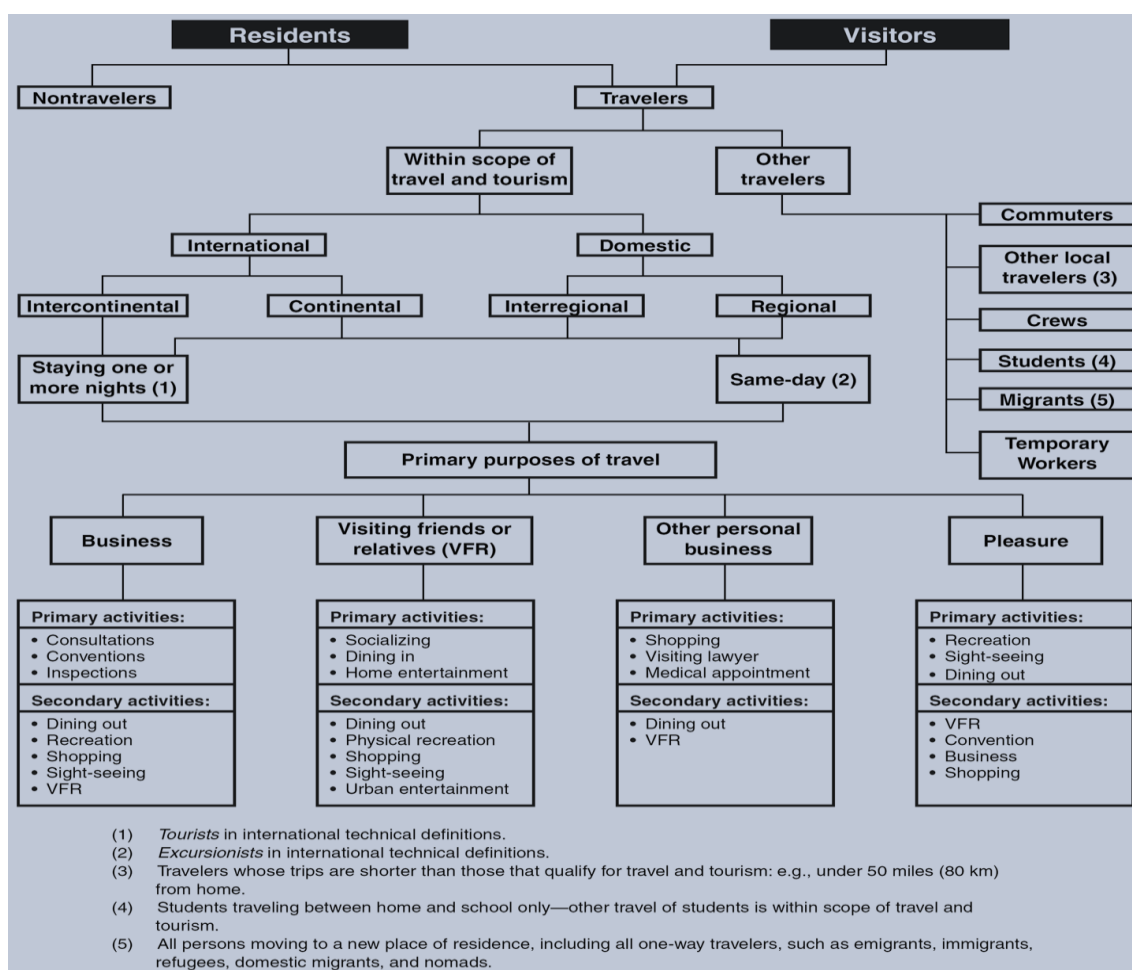 Residents
Visitors
Nontravelers
Travelers
Within scope of
travel and tourism
Other
travelers
Commuters
Other local
travelers (3)
Crews
Students (4)
Migrants (5)
Temporary
Workers
International
Domestic
Intercontinental
Continental
Interregional
Regional
Staying one or
more nights (1)
Same-day (2)
Primary purposes of travel
Business
Visiting friends or
relatives (VFR)
Other personal
business
Pleasure
Primary activities:
• Consultations
• Conventions
• Inspections
Secondary activities:
• Dining out
• Recreation
• Shopping
• Sight-seeing
• VFR
Primary activities:
• Socializing
• Dining in
• Home entertainment
Secondary activities:
• Dining out
• Physical recreation
• Shopping
• Sight-seeing
• Urban entertainment
Primary activities:
• Shopping
• Visiting lawyer
• Medical appointment
Secondary activities:
• Dining out
• VFR
Primary activities:
• Recreation
• Sight-seeing
• Dining out
Secondary activities:
• VFR
• Convention
• Business
• Shopping
(1) Tourists in international technical definitions.
(2) Excursionists in international technical definitions.
(3) Travelers whose trips are shorter than those that qualify for travel and tourism: e.g., under 50 miles (80 km)
from home.
(4) Students traveling between home and school only—other travel of students is within scope of travel and
tourism.
(5) All persons moving to a new place of residence, including all one-way travelers, such as emigrants, immigrants,
refugees, domestic migrants, and nomads.